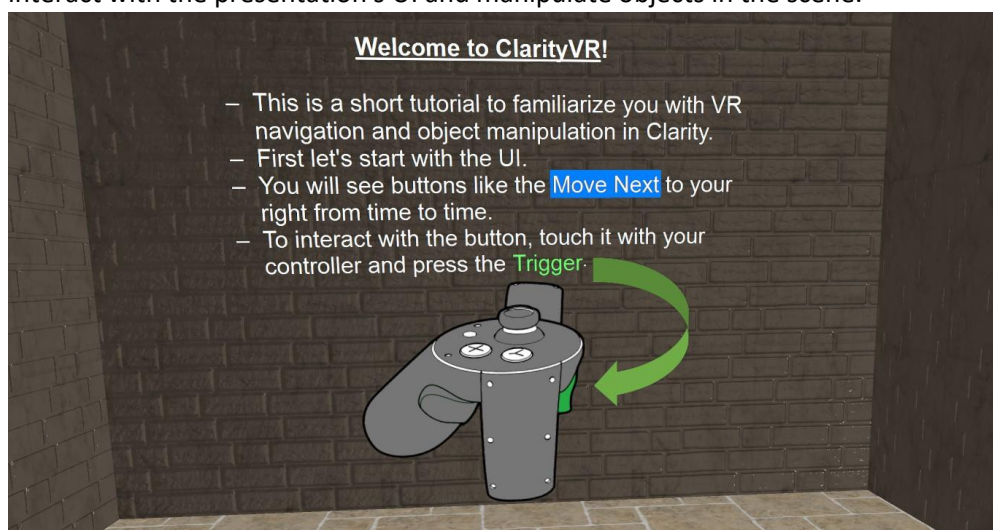 interact with the presentation's UI and manipulate objects in the scene.
Welcome to ClarityVR!
– This is a short tutorial to familiarize you with VR
navigation and object manipulation in Clarity.
– First let's start with the UI.
– You will see buttons like the Move Next to your
right from time to time.
– To interact with the button, touch it with your
controller and press the Trigger.